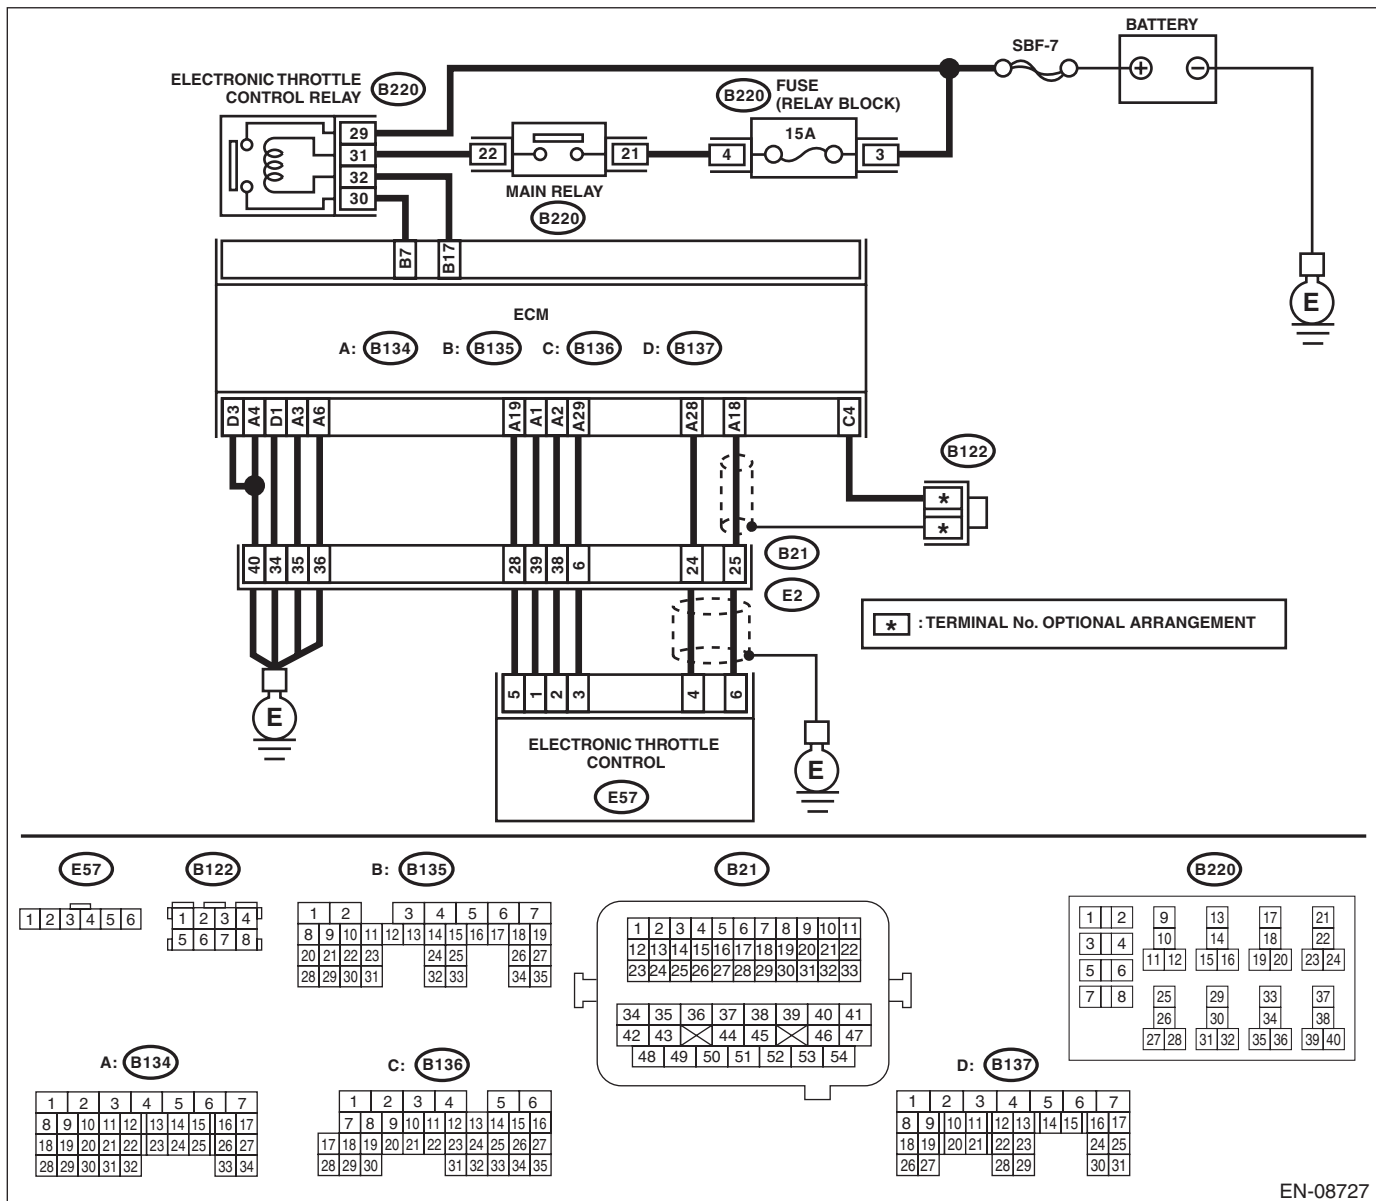 BATTERY
SBF-7
+ −
ELECTRONIC THROTTLE
CONTROL RELAY
B220
B220
FUSE
(RELAY BLOCK)
15A
29
31
32
30
22
21
4
3
MAIN RELAY
B220
E
B7
B17
ECM
A: B134 B: B135 C: B136 D: B137
D3 A4 D1 A3 A6 A19 A1 A2 A29 A28 A18 C4
B122
*
*
40 34 35 36 28 39 38 6 24 25
B21
E2
* : TERMINAL No. OPTIONAL ARRANGEMENT
5 1 2 3 4 6
E
ELECTRONIC THROTTLE
CONTROL
E57
E
E57
1 2 3 4 5 6
B122
1 2 3 4
5 6 7 8
B: B135
1 2 3 4 5 6 7
8 9 10 11 12 13 14 15 16 17 18 19
20 21 22 23 24 25 26 27
28 29 30 31 32 33 34 35
B21
1 2 3 4 5 6 7 8 9 10 11
12 13 14 15 16 17 18 19 20 21 22
23 24 25 26 27 28 29 30 31 32 33
34 35 36 37 38 39 40 41
42 43 44 45 46 47
48 49 50 51 52 53 54
B220
1 2 9 13 17 21
3 4 10 14 18 22
11 12 15 16 19 20 23 24
5 6
7 8 25 29 33 37
26 30 34 38
27 28 31 32 35 36 39 40
A: B134
1 2 3 4 5 6 7
8 9 10 11 12 13 14 15 16 17
18 19 20 21 22 23 24 25 26 27
28 29 30 31 32 33 34
C: B136
1 2 3 4 5 6
7 8 9 10 11 12 13 14 15 16
17 18 19 20 21 22 23 24 25 26 27
28 29 30 31 32 33 34 35
D: B137
1 2 3 4 5 6 7
8 9 10 11 12 13 14 15 16 17
18 19 20 21 22 23 24 25
26 27 28 29 30 31
EN-08727